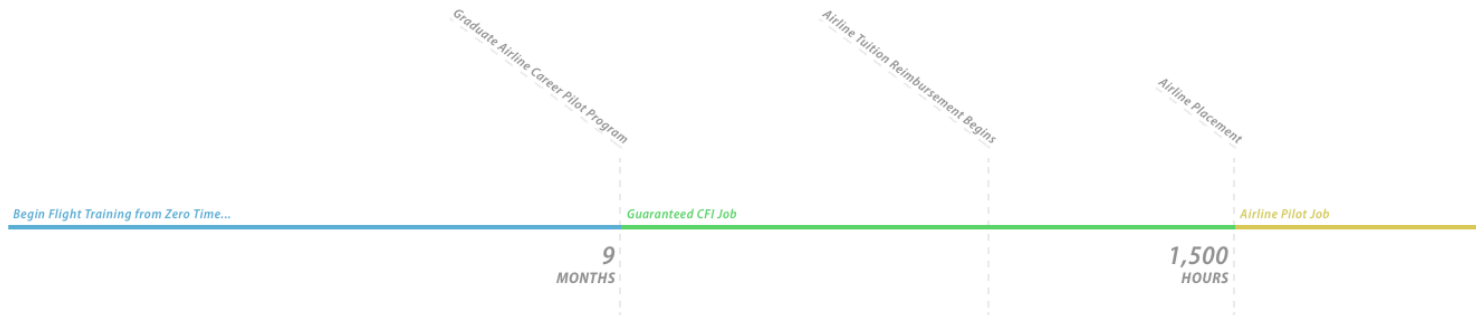 Graduate Airline Career Pilot Program
Airline Tuition Reimbursement Begins
Airline Placement
Begin Flight Training from Zero Time...
Guaranteed CFI Job
Airline Pilot Job
9
MONTHS
1,500
HOURS